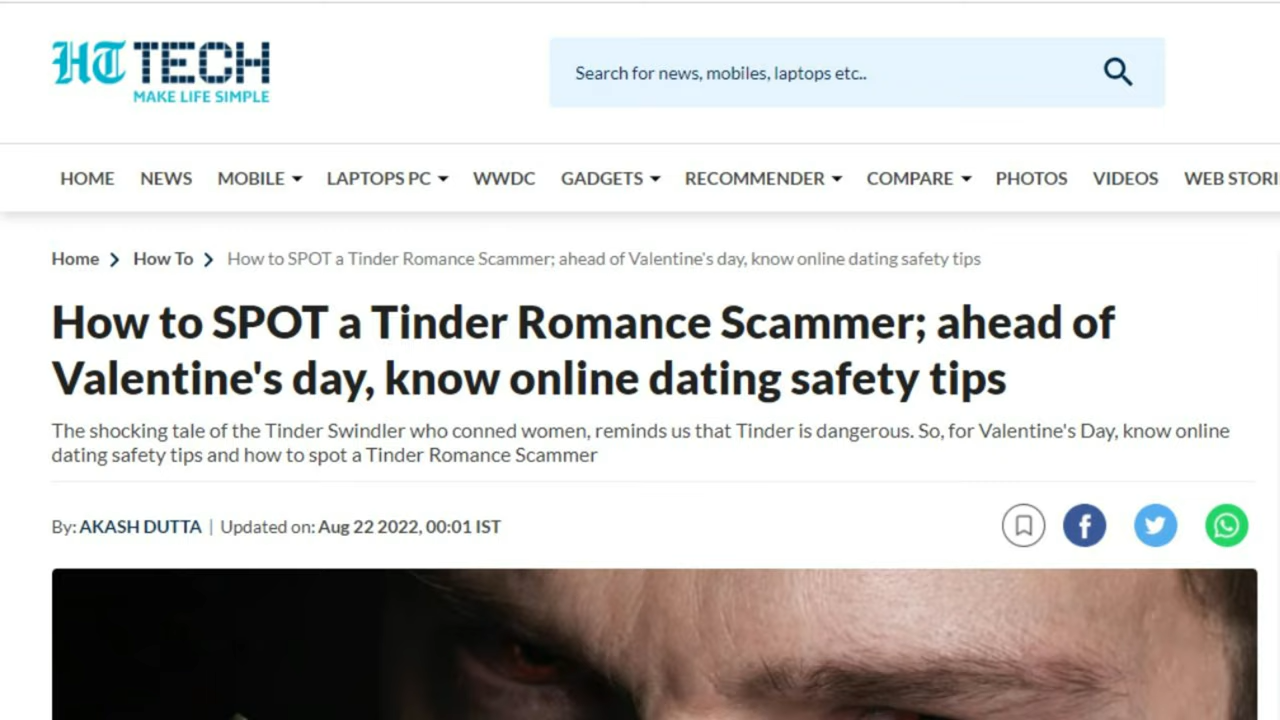 HT TECH
MAKE LIFE SIMPLE
Search for news, mobiles, laptops etc..
HOME NEWS MOBILE LAPTOPS PC WWDC GADGETS RECOMMENDER COMPARE PHOTOS VIDEOS WEB STORI
Home How To How to SPOT a Tinder Romance Scammer; ahead of Valentine's day, know online dating safety tips
How to SPOT a Tinder Romance Scammer; ahead of
Valentine's day, know online dating safety tips
The shocking tale of the Tinder Swindler who conned women, reminds us that Tinder is dangerous. So, for Valentine's Day, know online
dating safety tips and how to spot a Tinder Romance Scammer
By: AKASH DUTTA | Updated on: Aug 22 2022, 00:01 IST